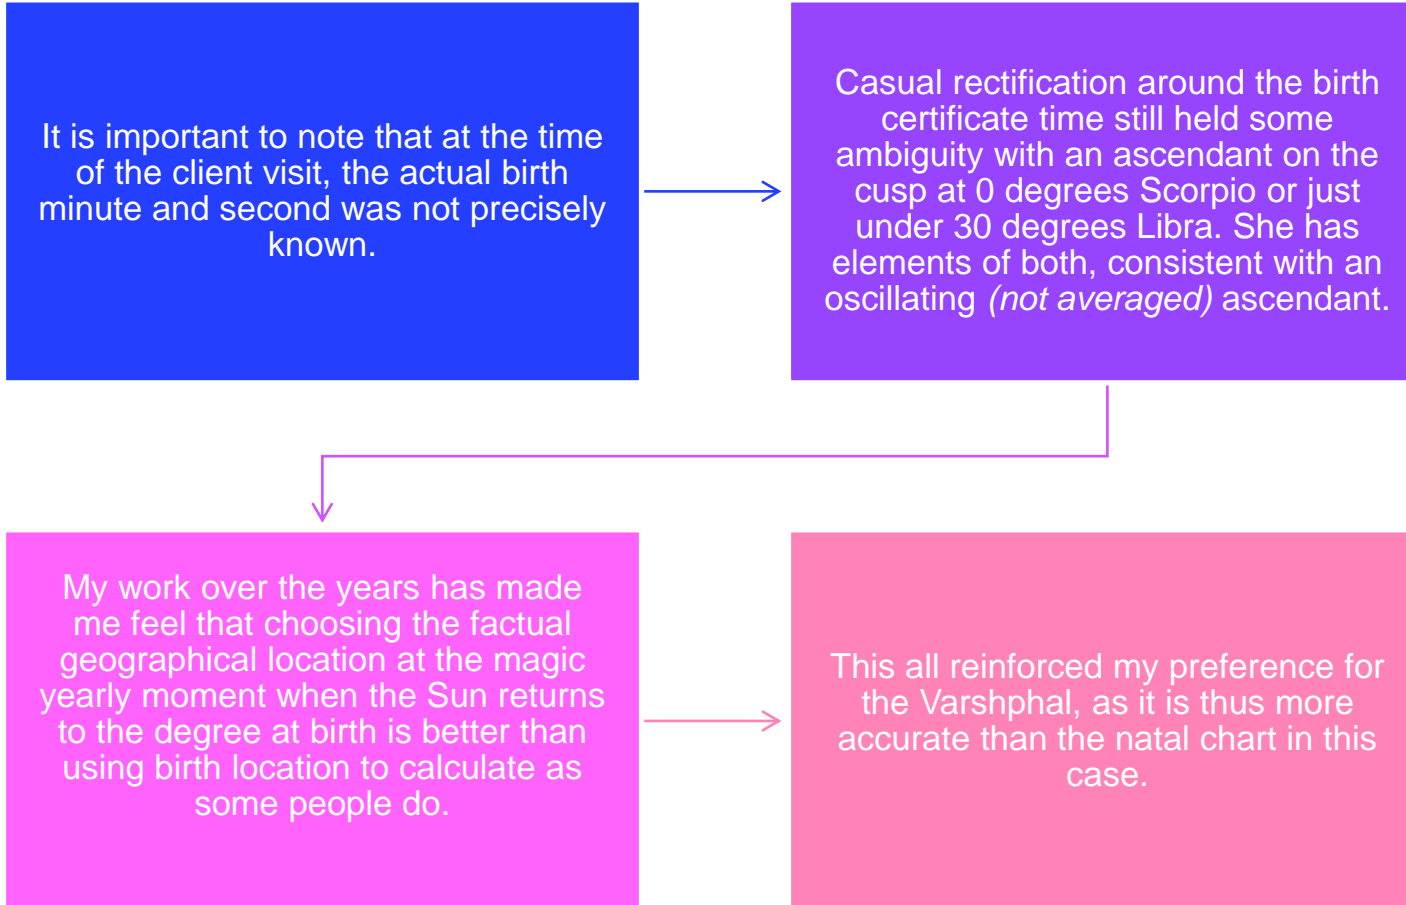 It is important to note that at the time
of the client visit, the actual birth
minute and second was not precisely
known.
Casual rectification around the birth
certificate time still held some
ambiguity with an ascendant on the
cusp at 0 degrees Scorpio or just
under 30 degrees Libra. She has
elements of both, consistent with an
oscillating (not averaged) ascendant.
My work over the years has made
me feel that choosing the factual
geographical location at the magic
yearly moment when the Sun returns
to the degree at birth is better than
using birth location to calculate as
some people do.
This all reinforced my preference for
the Varshphal, as it is thus more
accurate than the natal chart in this
case.